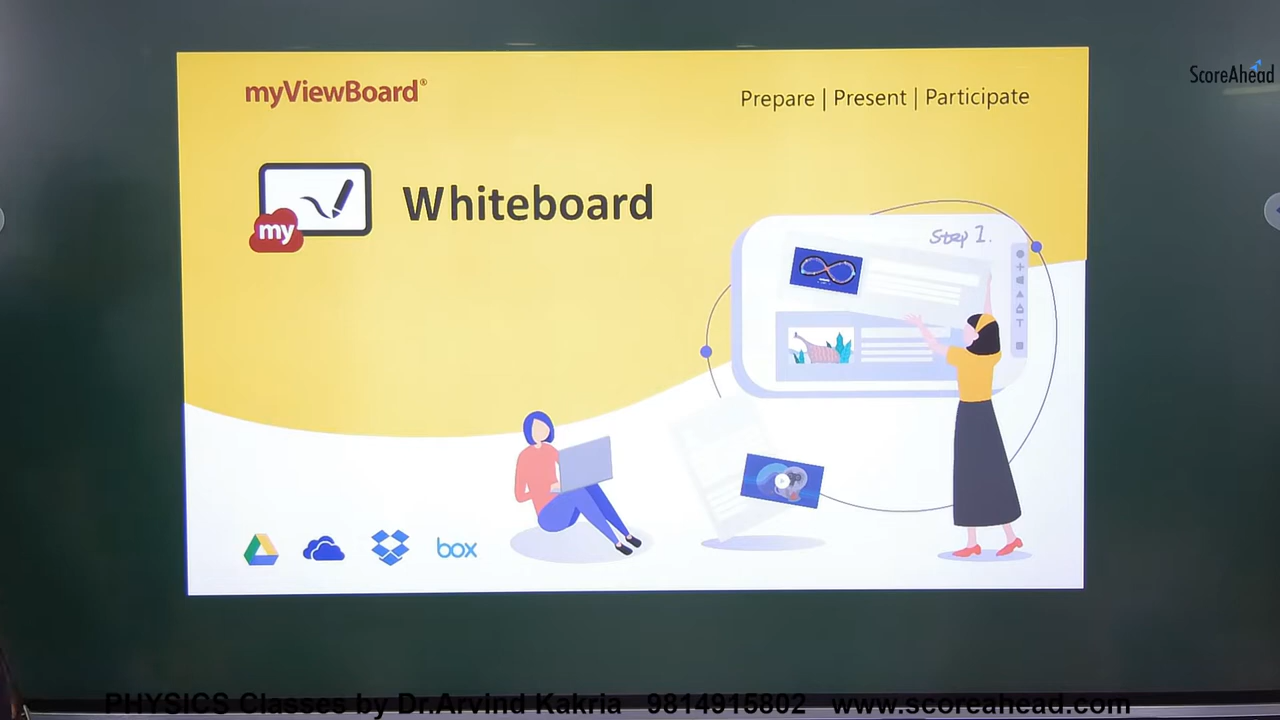 myViewBoard®
Prepare | Present | Participate
ScoreAhead
my
Whiteboard
Step 1.
T
box
PHYSICS Classes by Dr.Arvind Kakria 9814915802 www.scoreahead.com